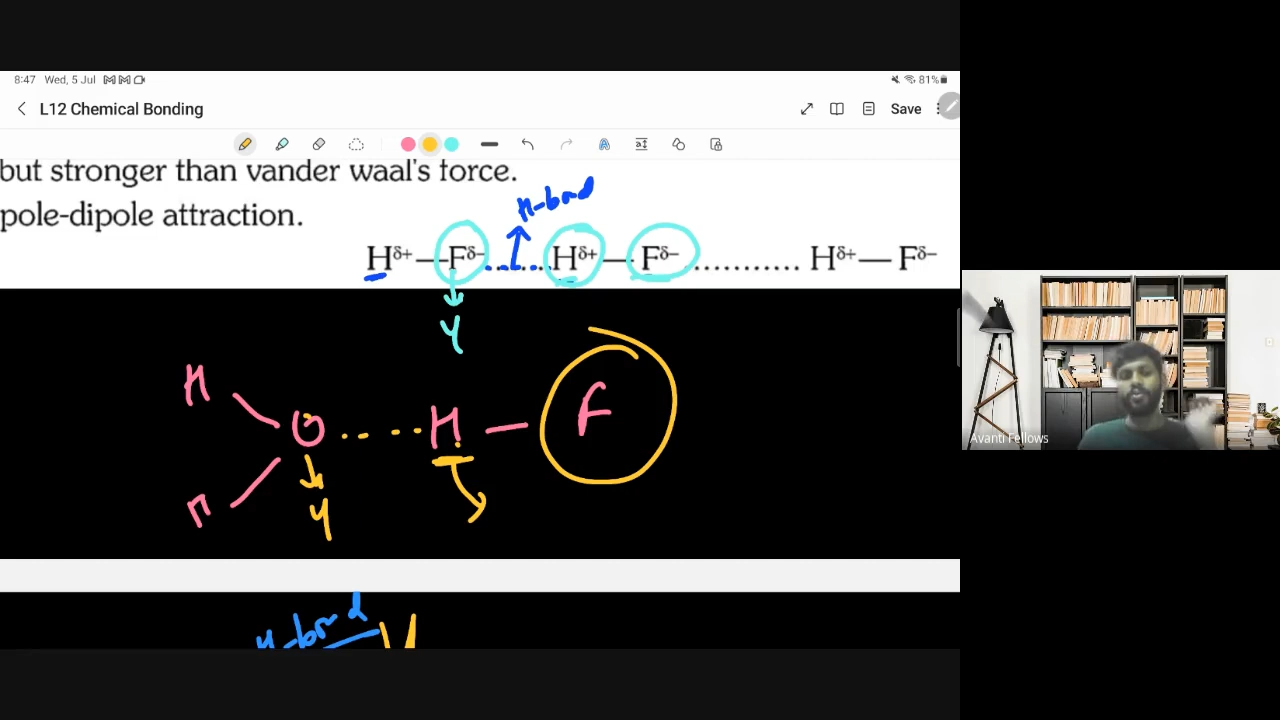 8:47 Wed, 5 Jul 81%
L12 Chemical Bonding Save
but stronger than vander waal's force.
pole-dipole attraction.
H-bond
Hδ+—Fδ-............Hδ+—Fδ-............Hδ+—Fδ-
y
H
O....H—F
H
y
H-bond
Avanti Fellows